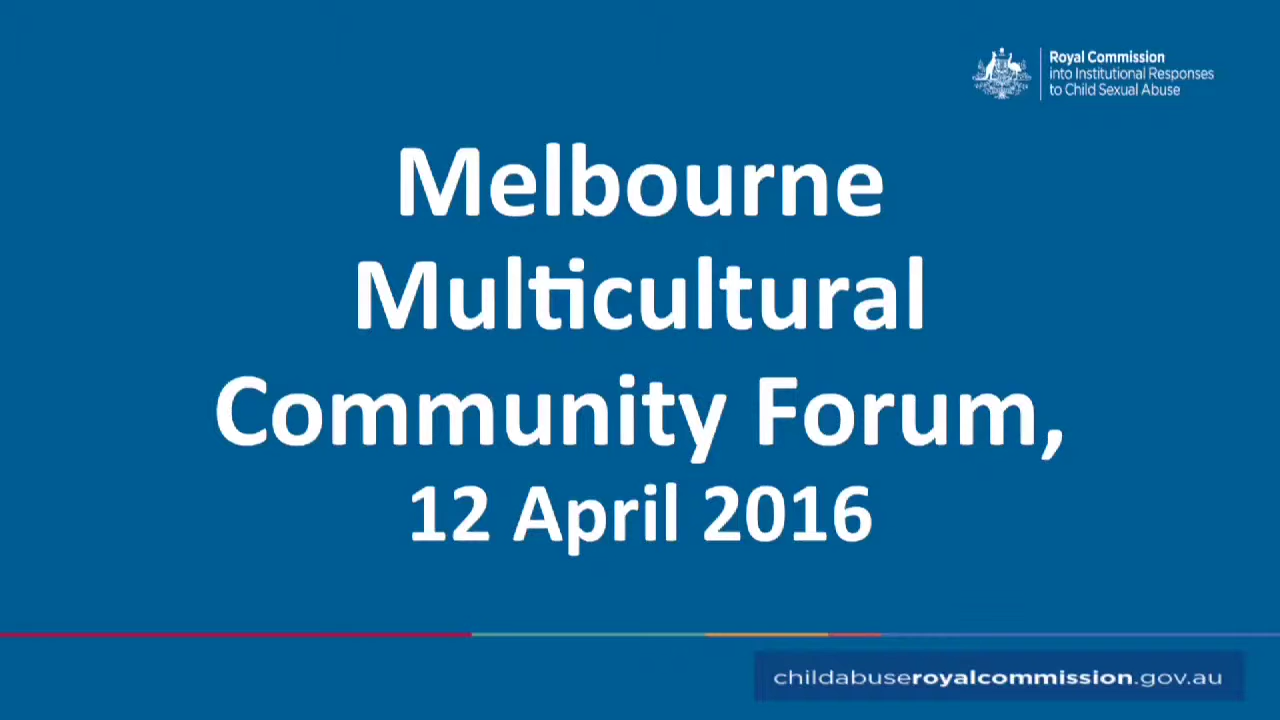 Royal Commission
into Institutional Responses
to Child Sexual Abuse
Melbourne
Multicultural
Community Forum,
12 April 2016
childabuseroyalcommission.gov.au